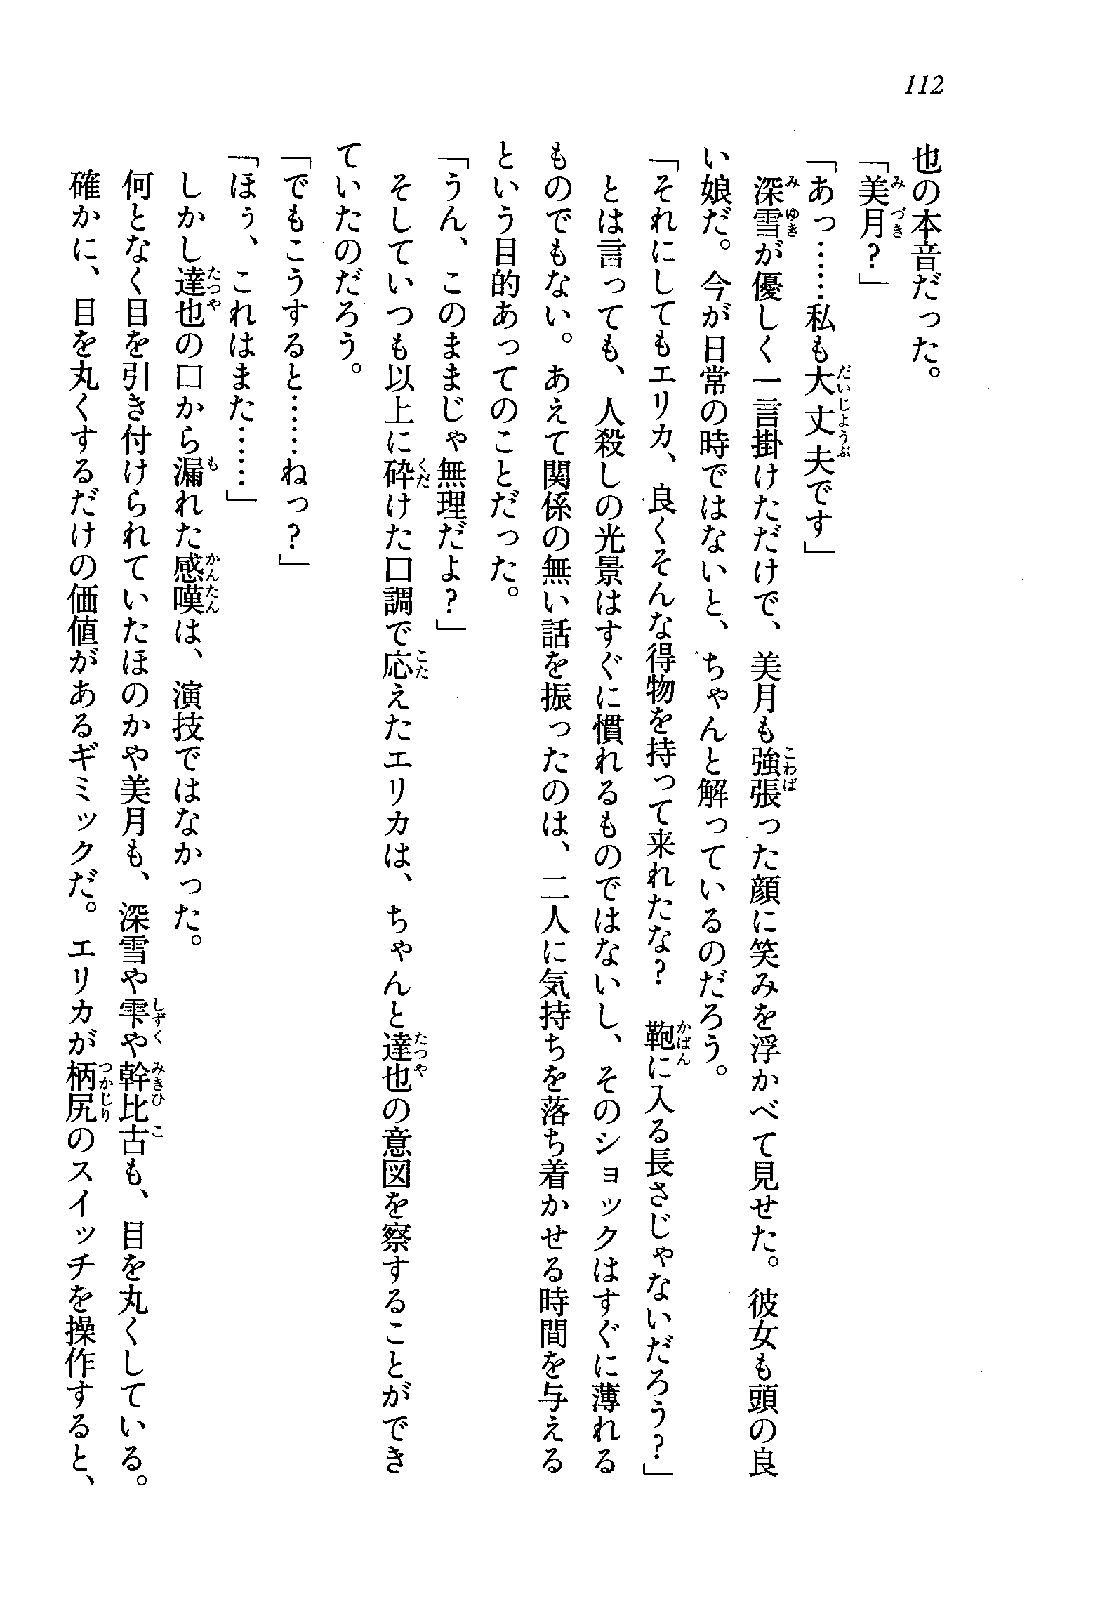 112
也の本音だった。
「美月？」
「あっ……私も大丈夫です」
深雪が優しく一言掛けただけで、美月も強張った顔に笑みを浮かべて見せた。彼女も頭の良
い娘だ。今が日常の時ではないと、ちゃんと解っているのだろう。
「それにしてもエリカ、良くそんな得物を持って来れたな？　鞄に入る長さじゃないだろう？」
とは言っても、人殺しの光景はすぐに慣れるものではないし、そのショックはすぐに薄れる
ものでもない。あえて関係の無い話を振ったのは、二人に気持ちを落ち着かせる時間を与える
という目的あってのことだった。
「うん、このままじゃ無理だよ？」
そしていつも以上に砕けた口調で応えたエリカは、ちゃんと達也の意図を察することができ
ていたのだろう。
「でもこうすると……ねっ？」
「ほぅ、これはまた……」
しかし達也の口から漏れた感嘆は、演技ではなかった。
何となく目を引き付けられていたほのかや美月も、深雪や雫や幹比古も、目を丸くしている。
確かに、目を丸くするだけの価値があるギミックだ。エリカが柄尻のスイッチを操作すると、